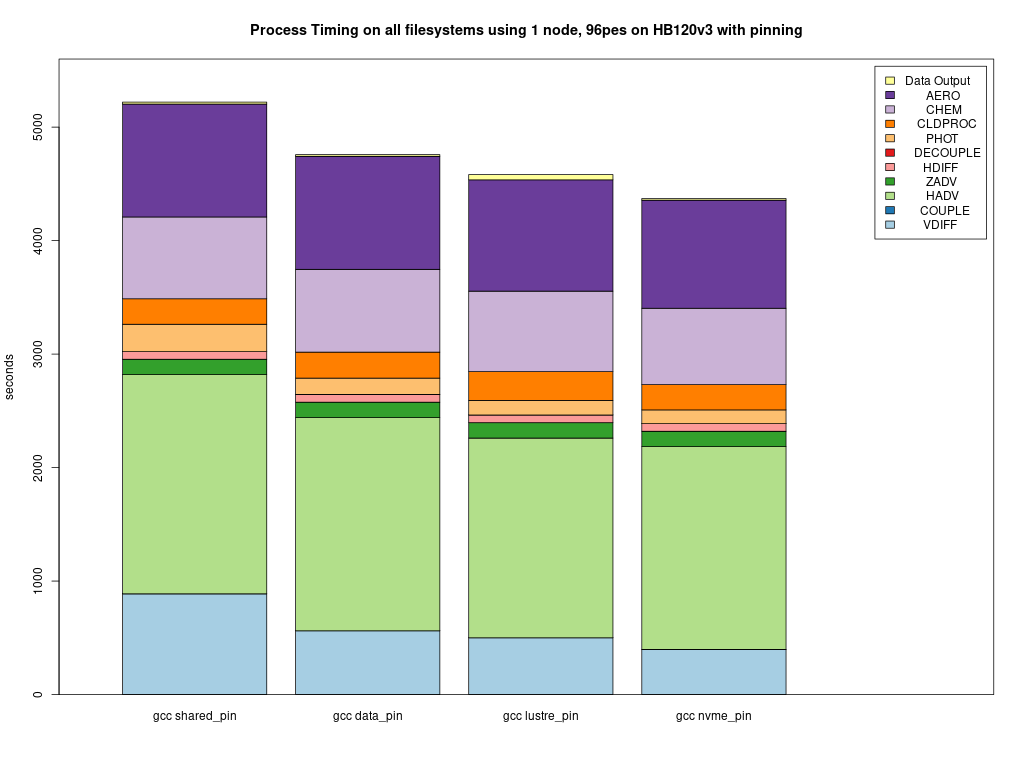 Process Timing on all filesystems using 1 node, 96pes on HB120v3 with pinning
Data Output
AERO
CHEM
CLDPROC
PHOT
DECOUPLE
HDIFF
ZADV
HADV
COUPLE
VDIFF
seconds
5000
4000
3000
2000
1000
0
gcc shared_pin
gcc data_pin
gcc lustre_pin
gcc nvme_pin